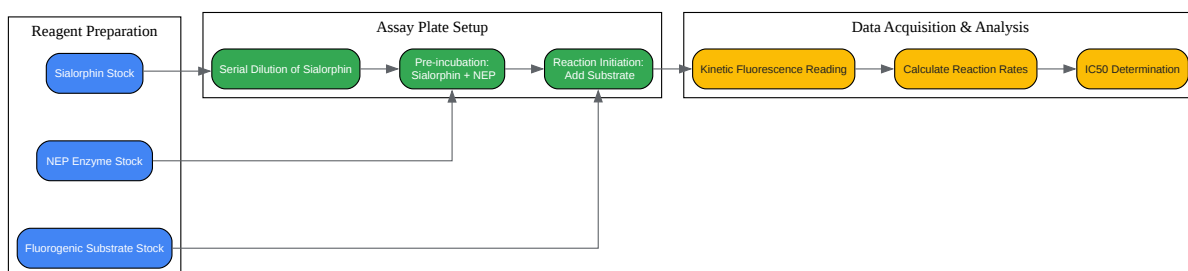 Reagent Preparation
Sialorphin Stock
NEP Enzyme Stock
Fluorogenic Substrate Stock
Assay Plate Setup
Serial Dilution of Sialorphin
Pre-incubation:
Sialorphin + NEP
Reaction Initiation:
Add Substrate
Data Acquisition & Analysis
Kinetic Fluorescence Reading
Calculate Reaction Rates
IC50 Determination